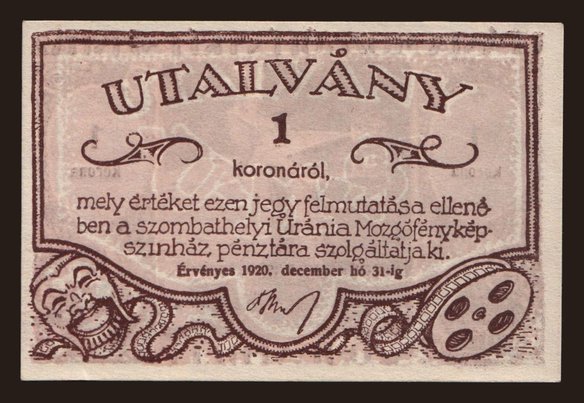 UTALVÁNY
1
koronáról,
mely értéket ezen jegy felmutatása ellené-
ben a szombathelyi Uránia Mozgófénykép-
szinház, pénztára szolgáltatja ki.
Érvényes 1920. december hó 31-ig